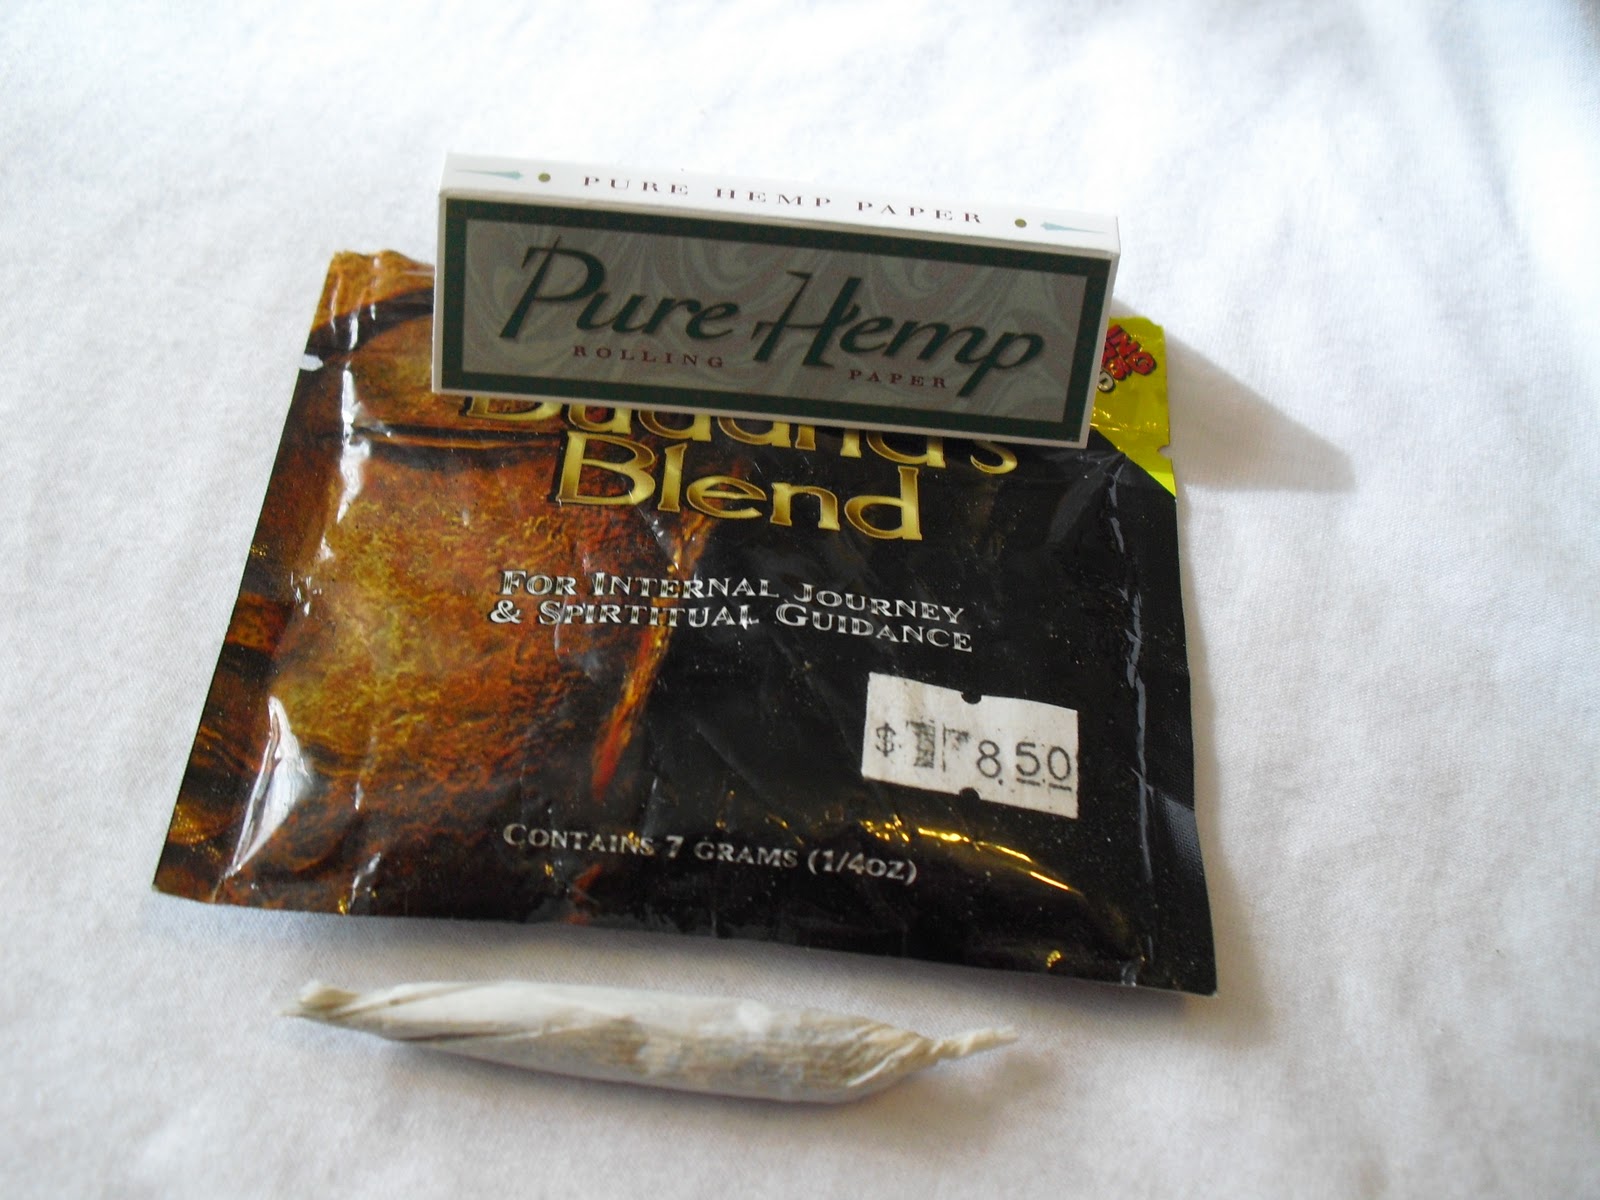 PURE HEMP PAPER
Pure Hemp
ROLLING PAPER
Buddha's
Blend
FOR INTERNAL JOURNEY
& SPIRTITUAL GUIDANCE
$ 8.50
CONTAINS 7 GRAMS (1/4OZ)